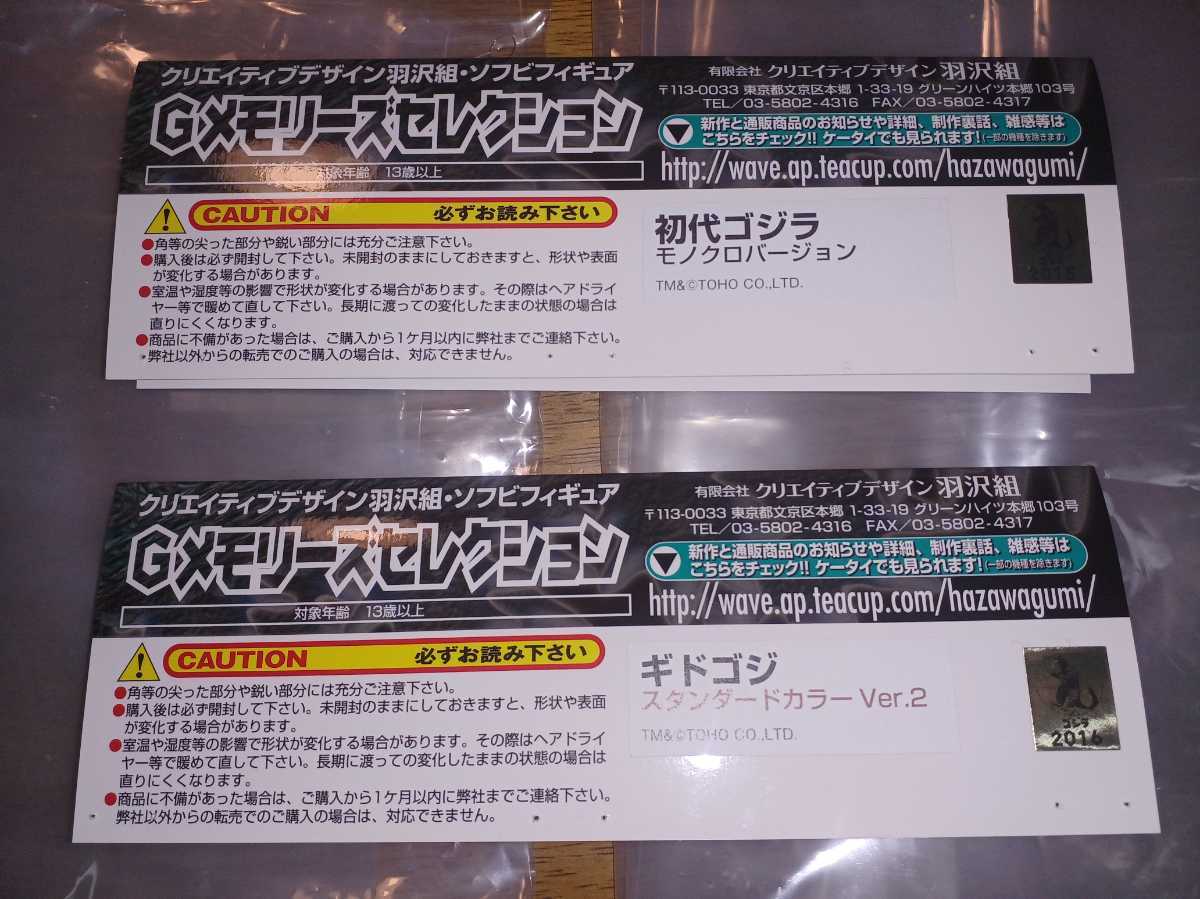 クリエイティブデザイン羽沢組・ソフビフィギュア
Gメモリーズセレクション
対象年齢 13歳以上
有限会社 クリエイティブデザイン 羽沢組
〒113-0033 東京都文京区本郷 1-33-19 グリーンハイツ本郷103号
TEL／03-5802-4316 FAX／03-5802-4317
新作と通販商品のお知らせや詳細、制作裏話、雑感等は
こちらをチェック!! ケータイでも見られます!(一部の機種を除きます)
http://wave.ap.teacup.com/hazawagumi/
CAUTION 必ずお読み下さい
●角等の尖った部分や鋭い部分には充分ご注意下さい。
●購入後は必ず開封して下さい。未開封のままにしておきますと、形状や表面
が変化する場合があります。
●室温や湿度等の影響で形状が変化する場合があります。その際はヘアドライ
ヤー等で暖めて直して下さい。長期に渡っての変化したままの状態の場合は
直りにくくなります。
●商品に不備があった場合は、ご購入から1ケ月以内に弊社までご連絡下さい。
弊社以外からの転売でのご購入の場合は、対応できません。
初代ゴジラ
モノクロバージョン
TM&©TOHO CO.,LTD.
2015
クリエイティブデザイン羽沢組・ソフビフィギュア
Gメモリーズセレクション
対象年齢 13歳以上
有限会社 クリエイティブデザイン 羽沢組
〒113-0033 東京都文京区本郷 1-33-19 グリーンハイツ本郷103号
TEL／03-5802-4316 FAX／03-5802-4317
新作と通販商品のお知らせや詳細、制作裏話、雑感等は
こちらをチェック!! ケータイでも見られます!(一部の機種を除きます)
http://wave.ap.teacup.com/hazawagumi/
CAUTION 必ずお読み下さい
●角等の尖った部分や鋭い部分には充分ご注意下さい。
●購入後は必ず開封して下さい。未開封のままにしておきますと、形状や表面
が変化する場合があります。
●室温や湿度等の影響で形状が変化する場合があります。その際はヘアドライ
ヤー等で暖めて直して下さい。長期に渡っての変化したままの状態の場合は
直りにくくなります。
●商品に不備があった場合は、ご購入から1ケ月以内に弊社までご連絡下さい。
弊社以外からの転売でのご購入の場合は、対応できません。
ギドゴジ
スタンダードカラー Ver.2
TM&©TOHO CO.,LTD.
ゴジラ
2016